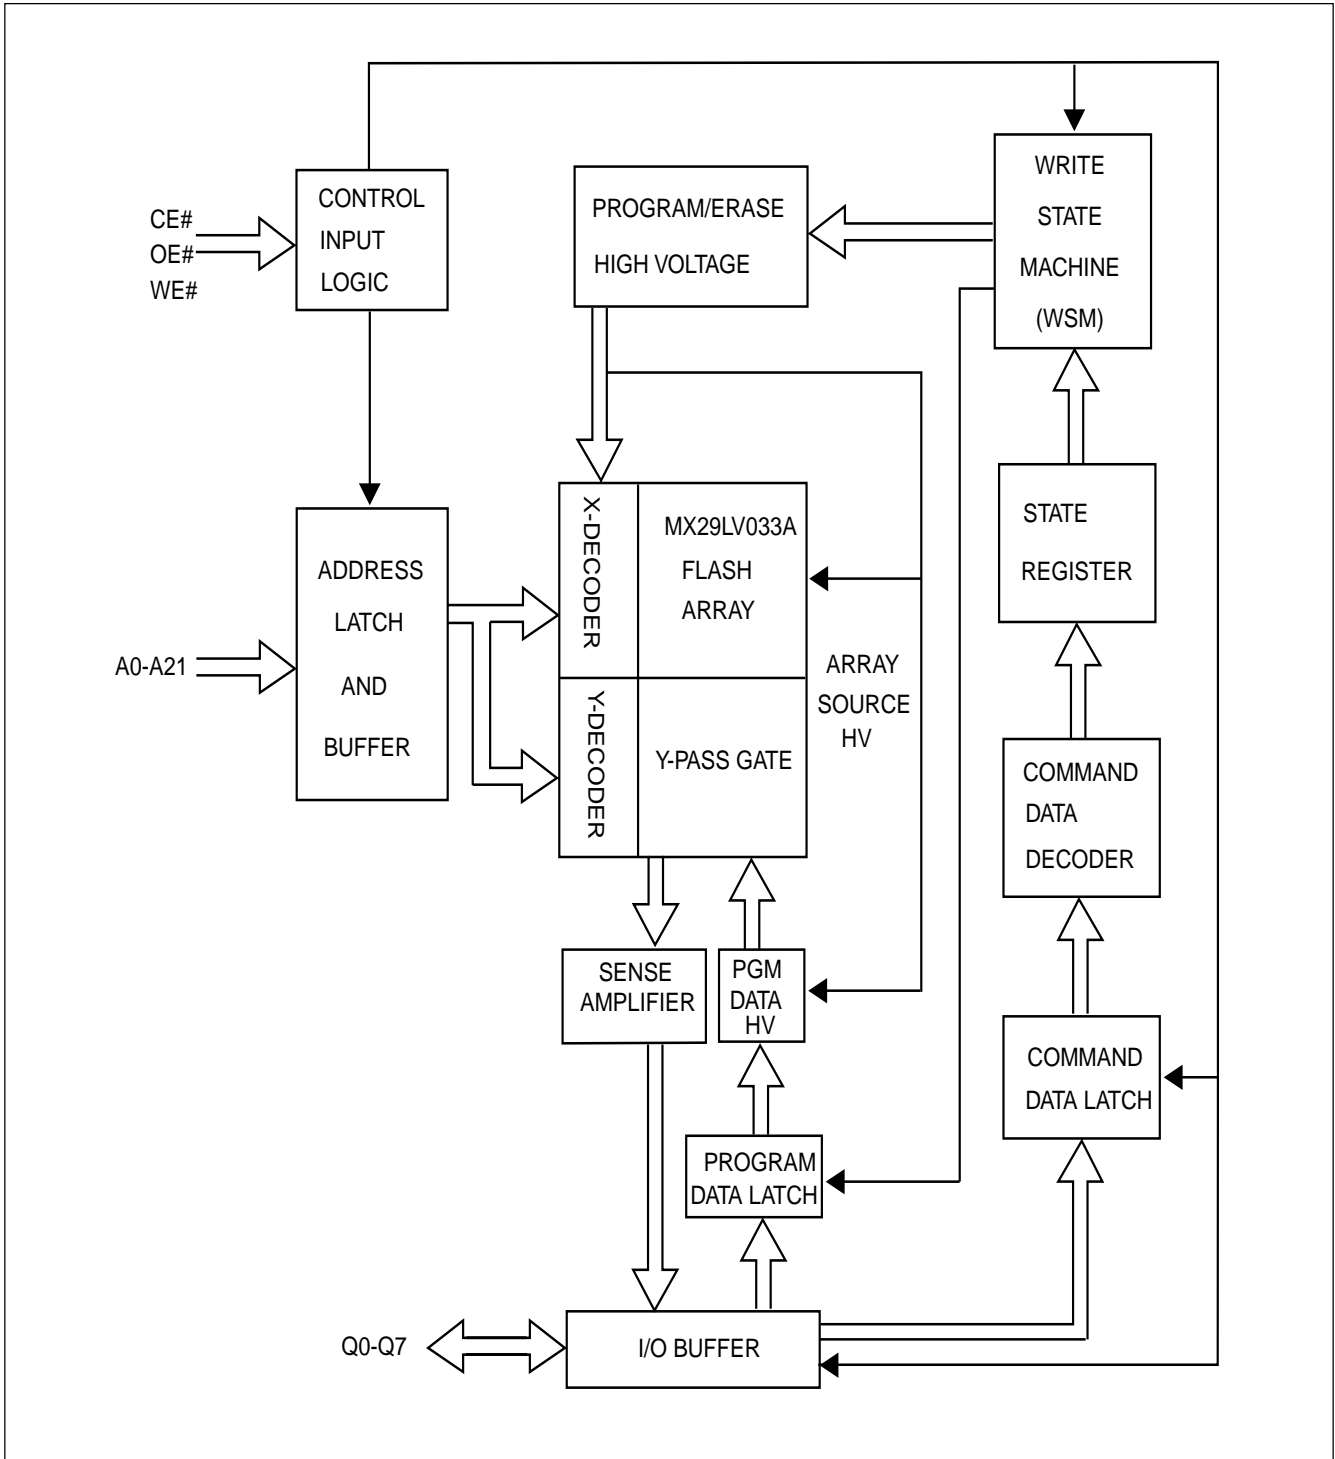 CE#
OE#
WE#
CONTROL
INPUT
LOGIC
PROGRAM/ERASE
HIGH VOLTAGE
WRITE
STATE
MACHINE
(WSM)
A0-A21
ADDRESS
LATCH
AND
BUFFER
X-DECODER
MX29LV033A
FLASH
ARRAY
Y-DECODER
Y-PASS GATE
ARRAY
SOURCE
HV
STATE
REGISTER
COMMAND
DATA
DECODER
SENSE
AMPLIFIER
PGM
DATA
HV
COMMAND
DATA LATCH
PROGRAM
DATA LATCH
Q0-Q7
I/O BUFFER